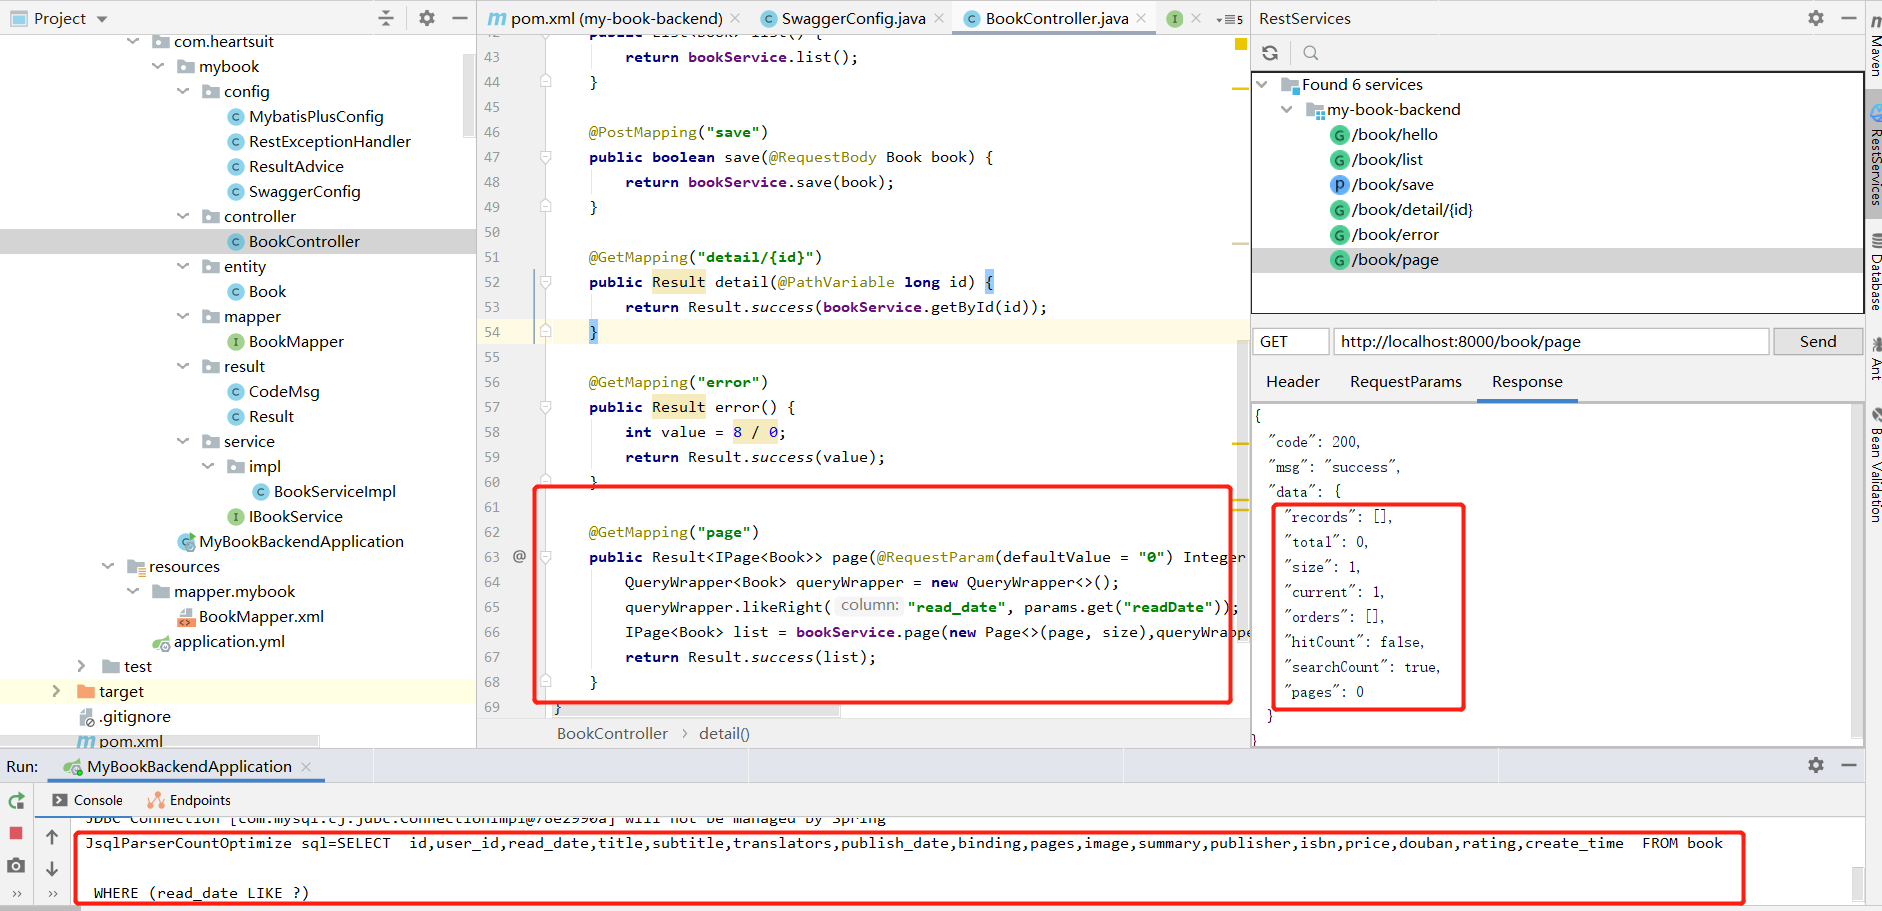 Project
com.heartsuit
mybook
config
MybatisPlusConfig
RestExceptionHandler
ResultAdvice
SwaggerConfig
controller
BookController
entity
Book
mapper
BookMapper
result
CodeMsg
Result
service
impl
BookServiceImpl
IBookService
MyBookBackendApplication
resources
mapper.mybook
BookMapper.xml
application.yml
test
target
.gitignore
pom.xml
pom.xml (my-book-backend)
SwaggerConfig.java
BookController.java
5
42 public List<Book> list() {
43 return bookService.list();
44 }
45
46 @PostMapping("save")
47 public boolean save(@RequestBody Book book) {
48 return bookService.save(book);
49 }
50
51 @GetMapping("detail/{id}")
52 public Result detail(@PathVariable long id) {
53 return Result.success(bookService.getById(id));
54 }
55
56 @GetMapping("error")
57 public Result error() {
58 int value = 8 / 0;
59 return Result.success(value);
60 }
61
62 @GetMapping("page")
63 @ public Result<IPage<Book>> page(@RequestParam(defaultValue = "0") Integer
64 QueryWrapper<Book> queryWrapper = new QueryWrapper<>();
65 queryWrapper.likeRight( column: "read_date", params.get("readDate"));
66 IPage<Book> list = bookService.page(new Page<>(page, size),queryWrappe
67 return Result.success(list);
68 }
69 }
BookController > detail()
RestServices
Found 6 services
my-book-backend
G /book/hello
G /book/list
P /book/save
G /book/detail/{id}
G /book/error
G /book/page
GET http://localhost:8000/book/page Send
Header RequestParams Response
{
"code": 200,
"msg": "success",
"data": {
"records": [],
"total": 0,
"size": 1,
"current": 1,
"orders": [],
"hitCount": false,
"searchCount": true,
"pages": 0
}
}
Maven
RestServices
Database
Ant
Bean Validation
Run: MyBookBackendApplication
Console Endpoints
JDBC Connection [com.mysql.cj.jdbc.ConnectionImpl@78e2990a] will not be managed by Spring
JsqlParserCountOptimize sql=SELECT id,user_id,read_date,title,subtitle,translators,publish_date,binding,pages,image,summary,publisher,isbn,price,douban,rating,create_time FROM book
WHERE (read_date LIKE ?)